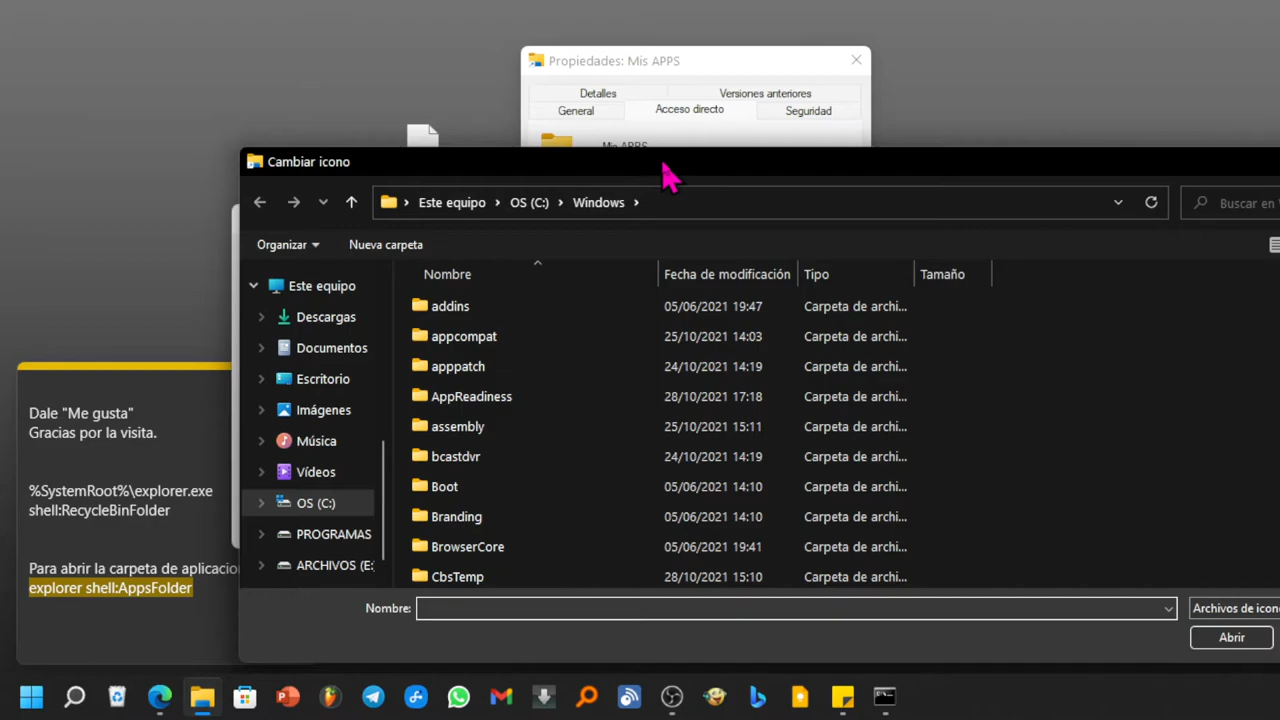 Propiedades: Mis APPS
Detalles
Versiones anteriores
General
Acceso directo
Seguridad
Mis APPS
Cambiar icono
Este equipo
OS (C:)
Windows
Buscar en
Organizar
Nueva carpeta
Nombre
Fecha de modificación
Tipo
Tamaño
Este equipo
Descargas
Documentos
Escritorio
Imágenes
Música
Vídeos
OS (C:)
PROGRAMAS
ARCHIVOS (E:
addins 05/06/2021 19:47 Carpeta de archi...
appcompat 25/10/2021 14:03 Carpeta de archi...
apppatch 24/10/2021 14:19 Carpeta de archi...
AppReadiness 28/10/2021 17:18 Carpeta de archi...
assembly 25/10/2021 15:11 Carpeta de archi...
bcastdvr 24/10/2021 14:19 Carpeta de archi...
Boot 05/06/2021 14:10 Carpeta de archi...
Branding 05/06/2021 14:10 Carpeta de archi...
BrowserCore 05/06/2021 19:41 Carpeta de archi...
CbsTemp 28/10/2021 15:10 Carpeta de archi...
Nombre:
Archivos de icono
Abrir
Dale "Me gusta"
Gracias por la visita.
%SystemRoot%\explorer.exe
shell:RecycleBinFolder
Para abrir la carpeta de aplicacio
explorer shell:AppsFolder